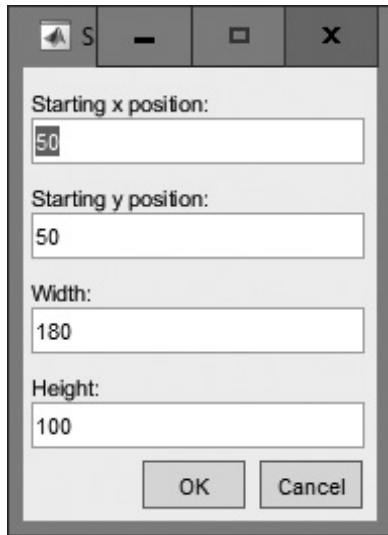 S
Starting x position:
50
Starting y position:
50
Width:
180
Height:
100
OK Cancel